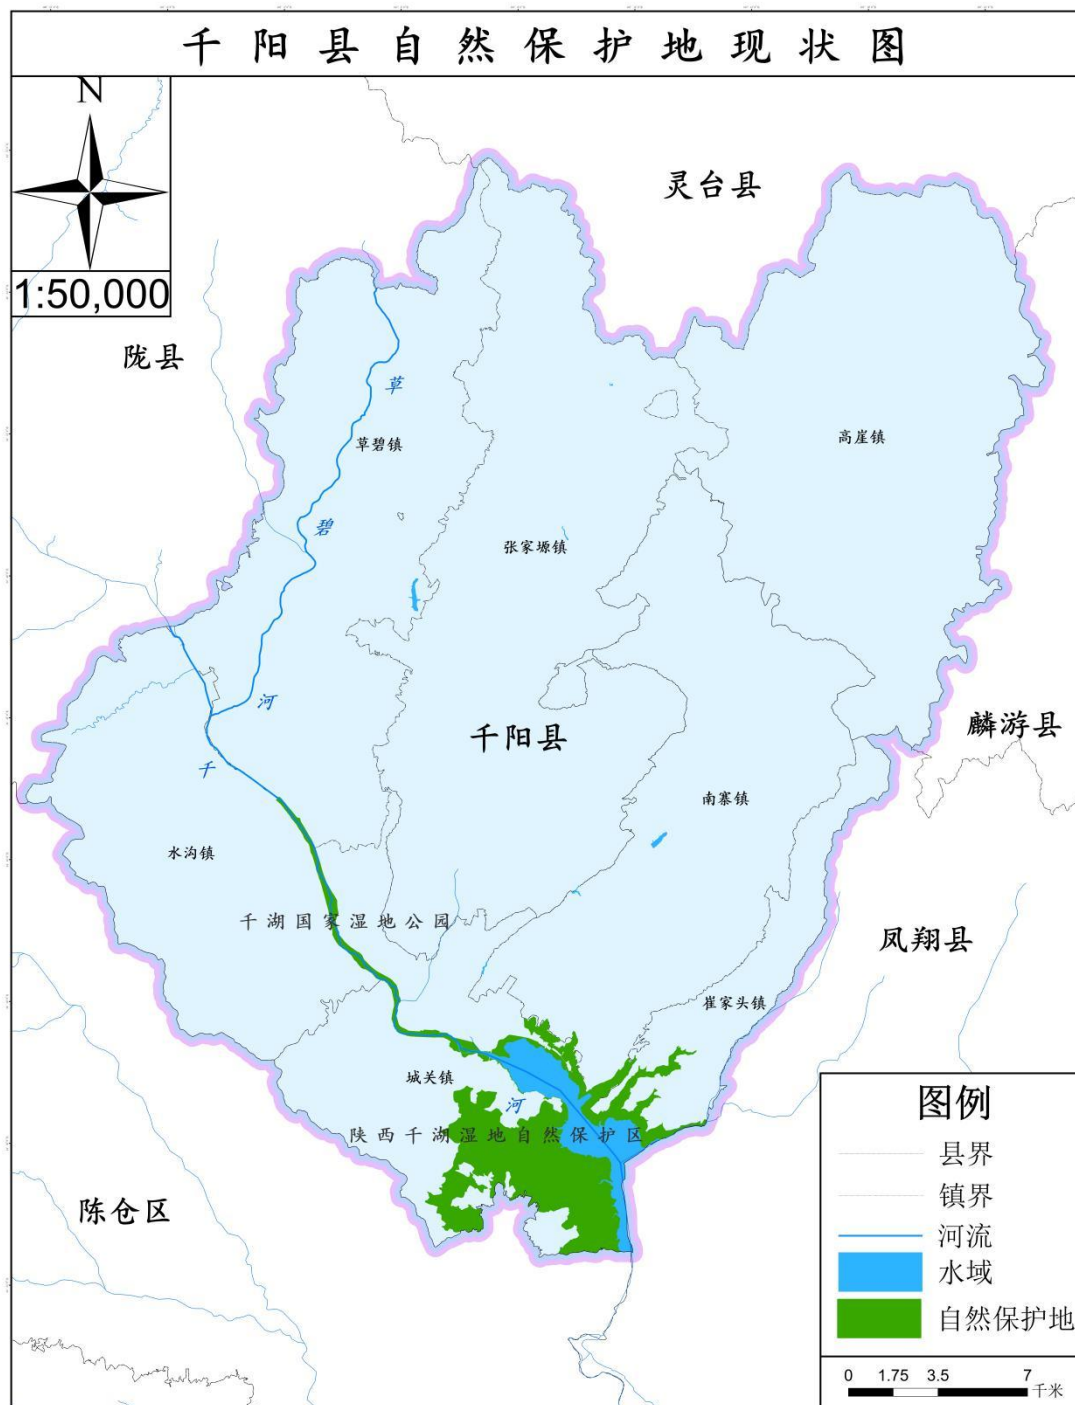 千阳县自然保护地现状图
N
1:50,000
灵台县
陇县
草
草碧镇
高崖镇
碧
张家塬镇
河
麟游县
千阳县
千
南寨镇
水沟镇
千湖国家湿地公园
凤翔县
崔家头镇
城关镇
河
陕西千湖湿地自然保护区
陈仓区
图例
县界
镇界
河流
水域
自然保护地
0 1.75 3.5 7
千米